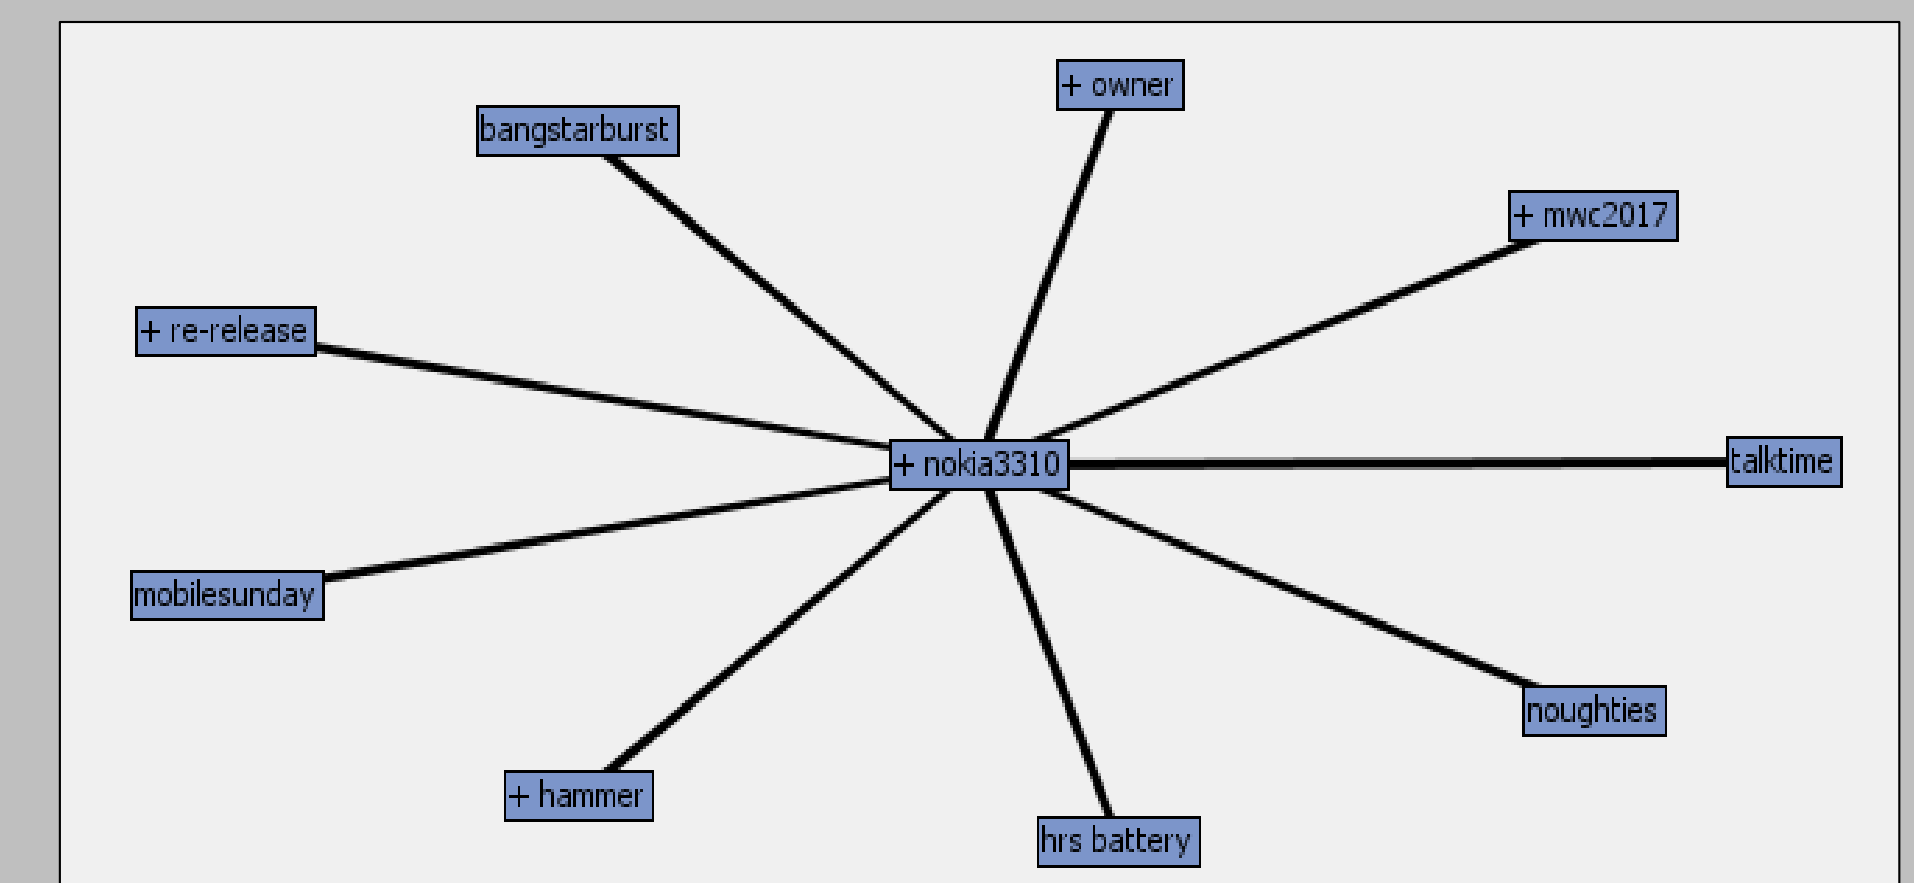 + owner
bangstarburst
+ mwc2017
+ re-release
+ nokia3310
talktime
mobilesunday
noughties
+ hammer
hrs battery